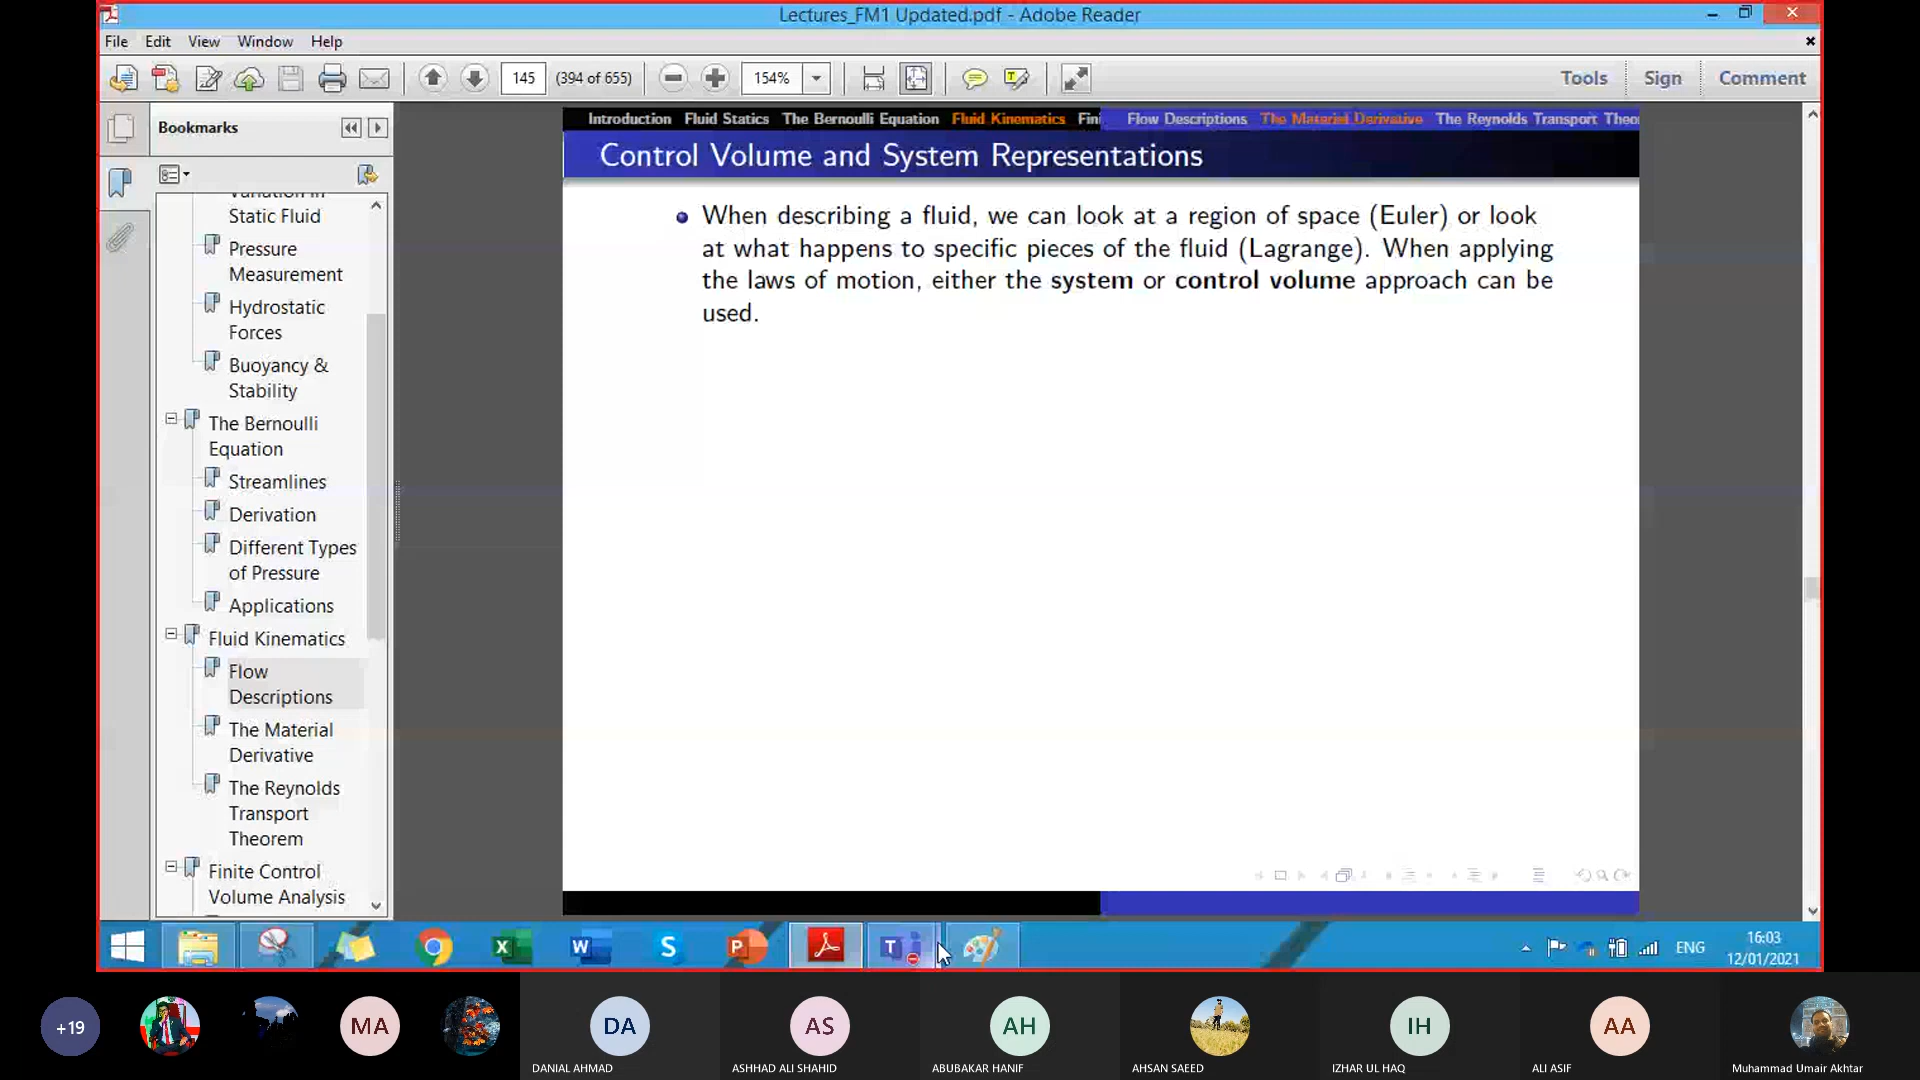 Lectures_FM1 Updated.pdf - Adobe Reader
File Edit View Window Help
145 (394 of 655) 154% Tools Sign Comment
Bookmarks
Static Fluid
Pressure
Measurement
Hydrostatic
Forces
Buoyancy &
Stability
The Bernoulli
Equation
Streamlines
Derivation
Different Types
of Pressure
Applications
Fluid Kinematics
Flow
Descriptions
The Material
Derivative
The Reynolds
Transport
Theorem
Finite Control
Volume Analysis
Introduction Fluid Statics The Bernoulli Equation Fluid Kinematics Fini Flow Descriptions The Material Derivative The Reynolds Transport Theor
Control Volume and System Representations
When describing a fluid, we can look at a region of space (Euler) or look
at what happens to specific pieces of the fluid (Lagrange). When applying
the laws of motion, either the system or control volume approach can be
used.
ENG
16:03
12/01/2021
+19 MA DA AS AH IH AA
DANIAL AHMAD ASHHAD ALI SHAHID ABUBAKAR HANIF AHSAN SAEED IZHAR UL HAQ ALI ASIF Muhammad Umair Akhtar